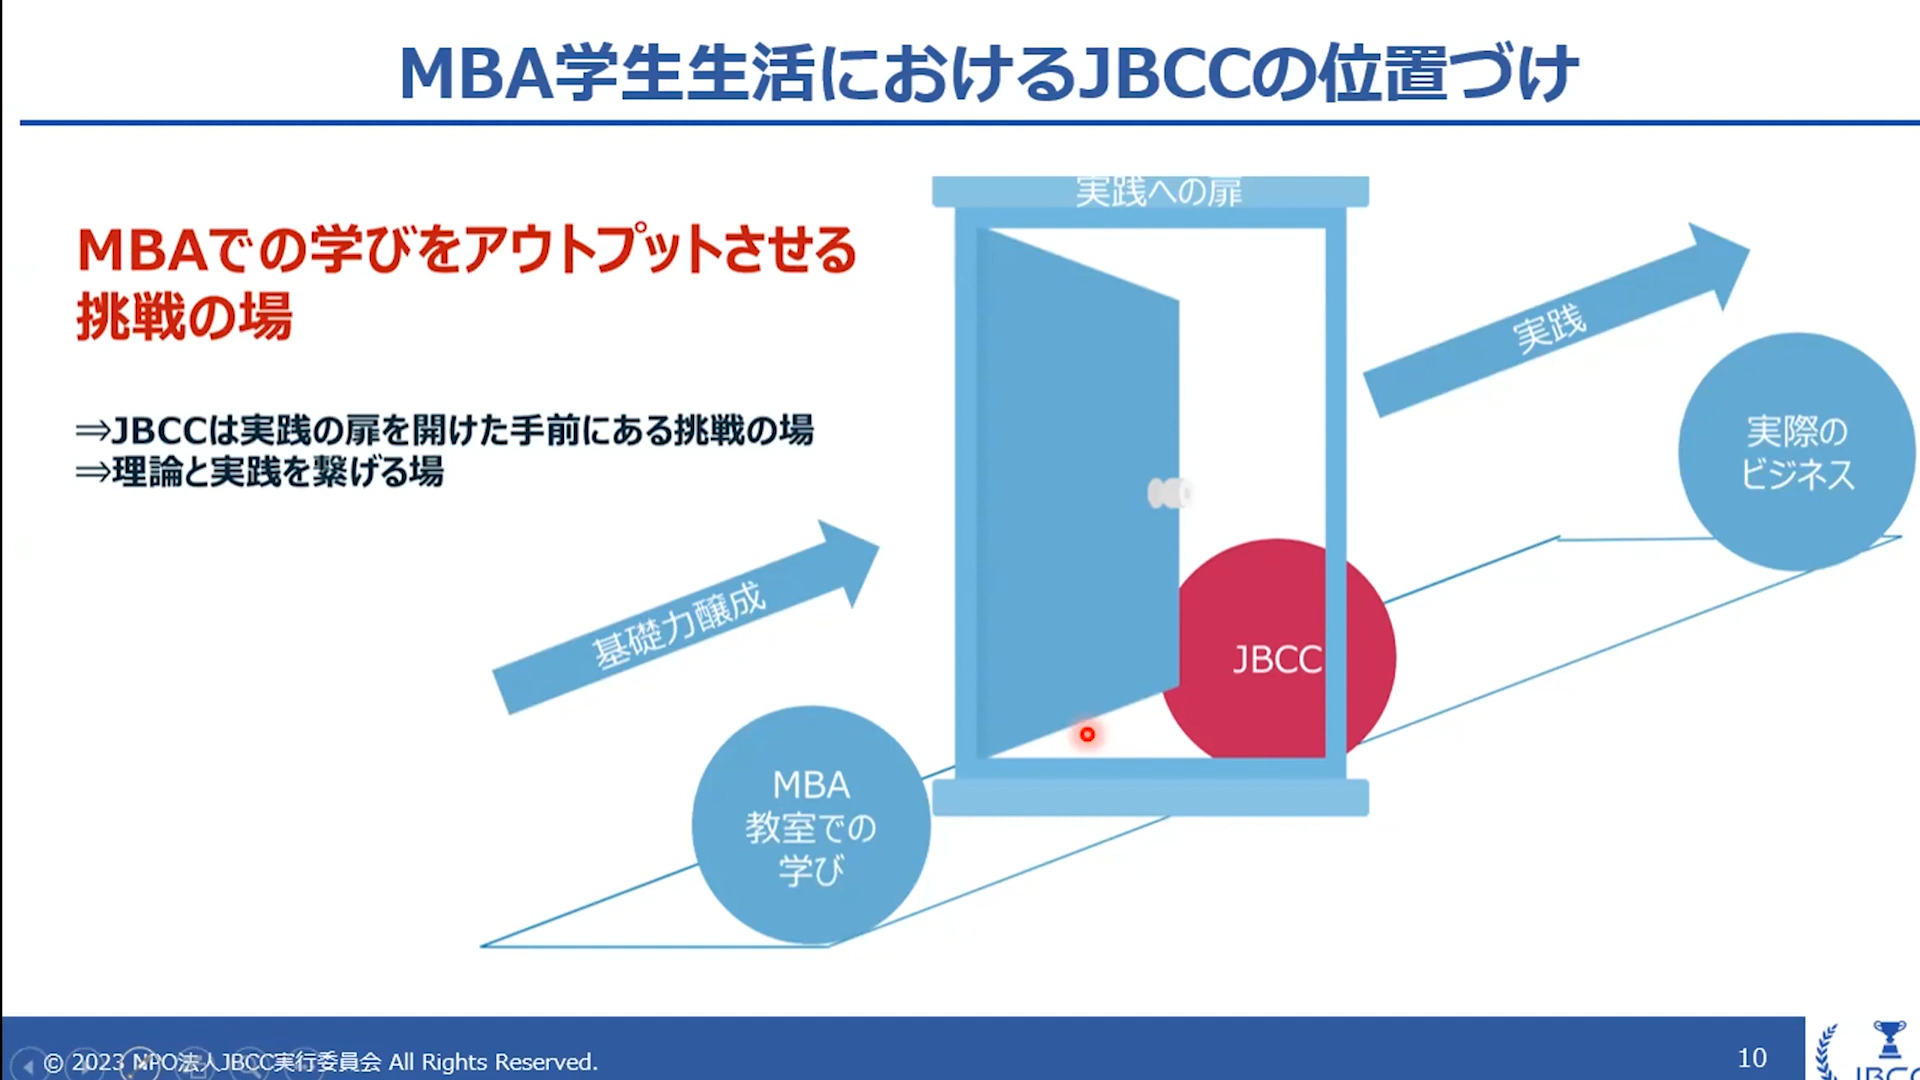 MBA学生生活におけるJBCCの位置づけ
MBAでの学びをアウトプットさせる
挑戦の場
⇒JBCCは実践の扉を開けた手前にある挑戦の場
⇒理論と実践を繋げる場
実践への扉
実践
実際の
ビジネス
基礎力醸成
JBCC
MBA
教室での
学び
© 2023 NPO法人JBCC実行委員会 All Rights Reserved.
10
JBCC